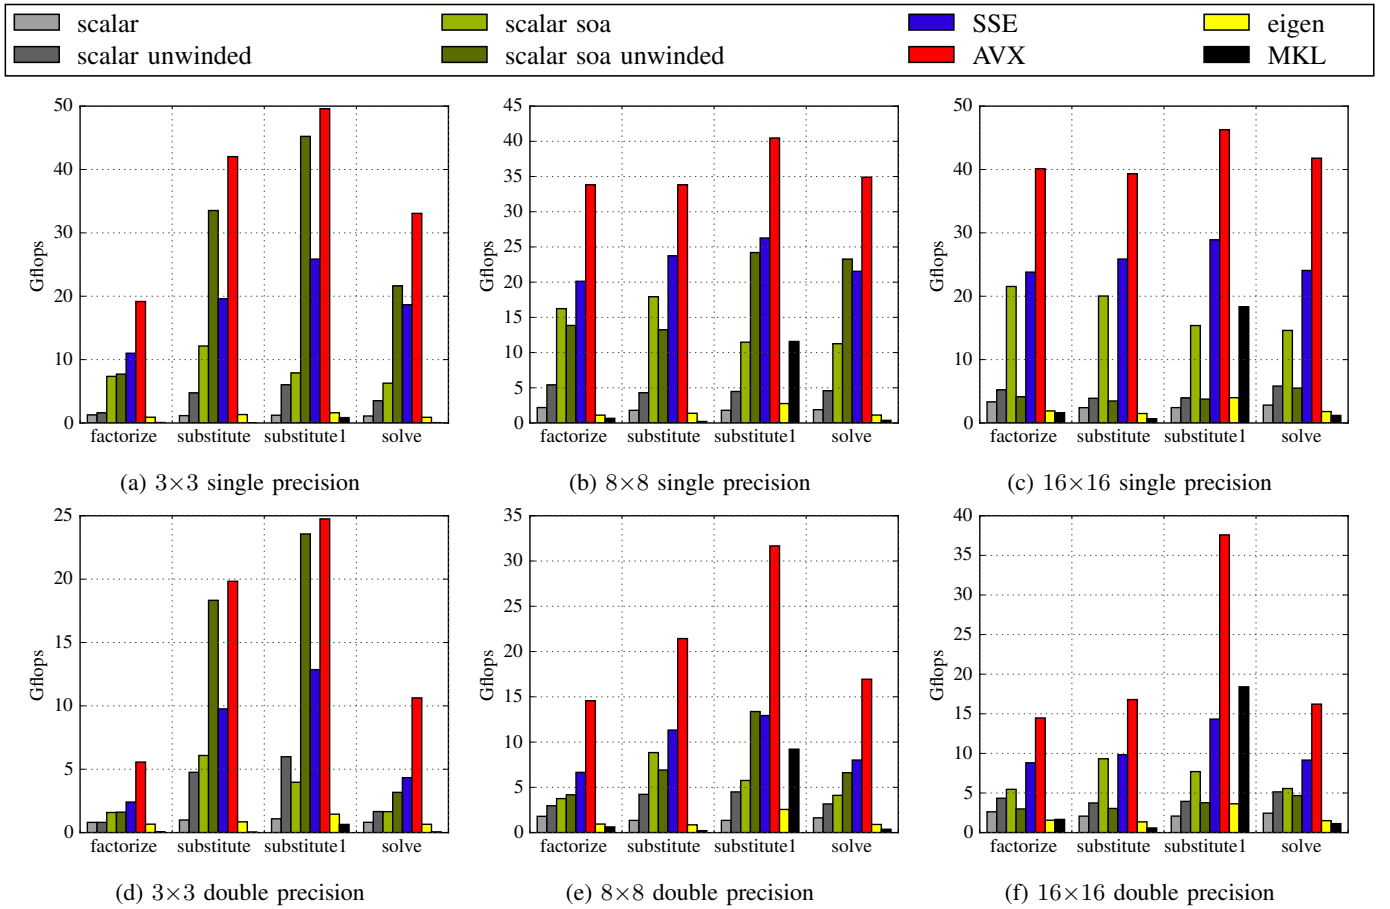 scalar
scalar soa
SSE
eigen
scalar unwinded
scalar soa unwinded
AVX
MKL
50
40
30
20
10
0
Gflops
factorize substitute substitute1 solve
(a) 3×3 single precision
45
40
35
30
25
20
15
10
5
0
Gflops
factorize substitute substitute1 solve
(b) 8×8 single precision
50
40
30
20
10
0
Gflops
factorize substitute substitute1 solve
(c) 16×16 single precision
25
20
15
10
5
0
Gflops
factorize substitute substitute1 solve
(d) 3×3 double precision
35
30
25
20
15
10
5
0
Gflops
factorize substitute substitute1 solve
(e) 8×8 double precision
40
35
30
25
20
15
10
5
0
Gflops
factorize substitute substitute1 solve
(f) 16×16 double precision